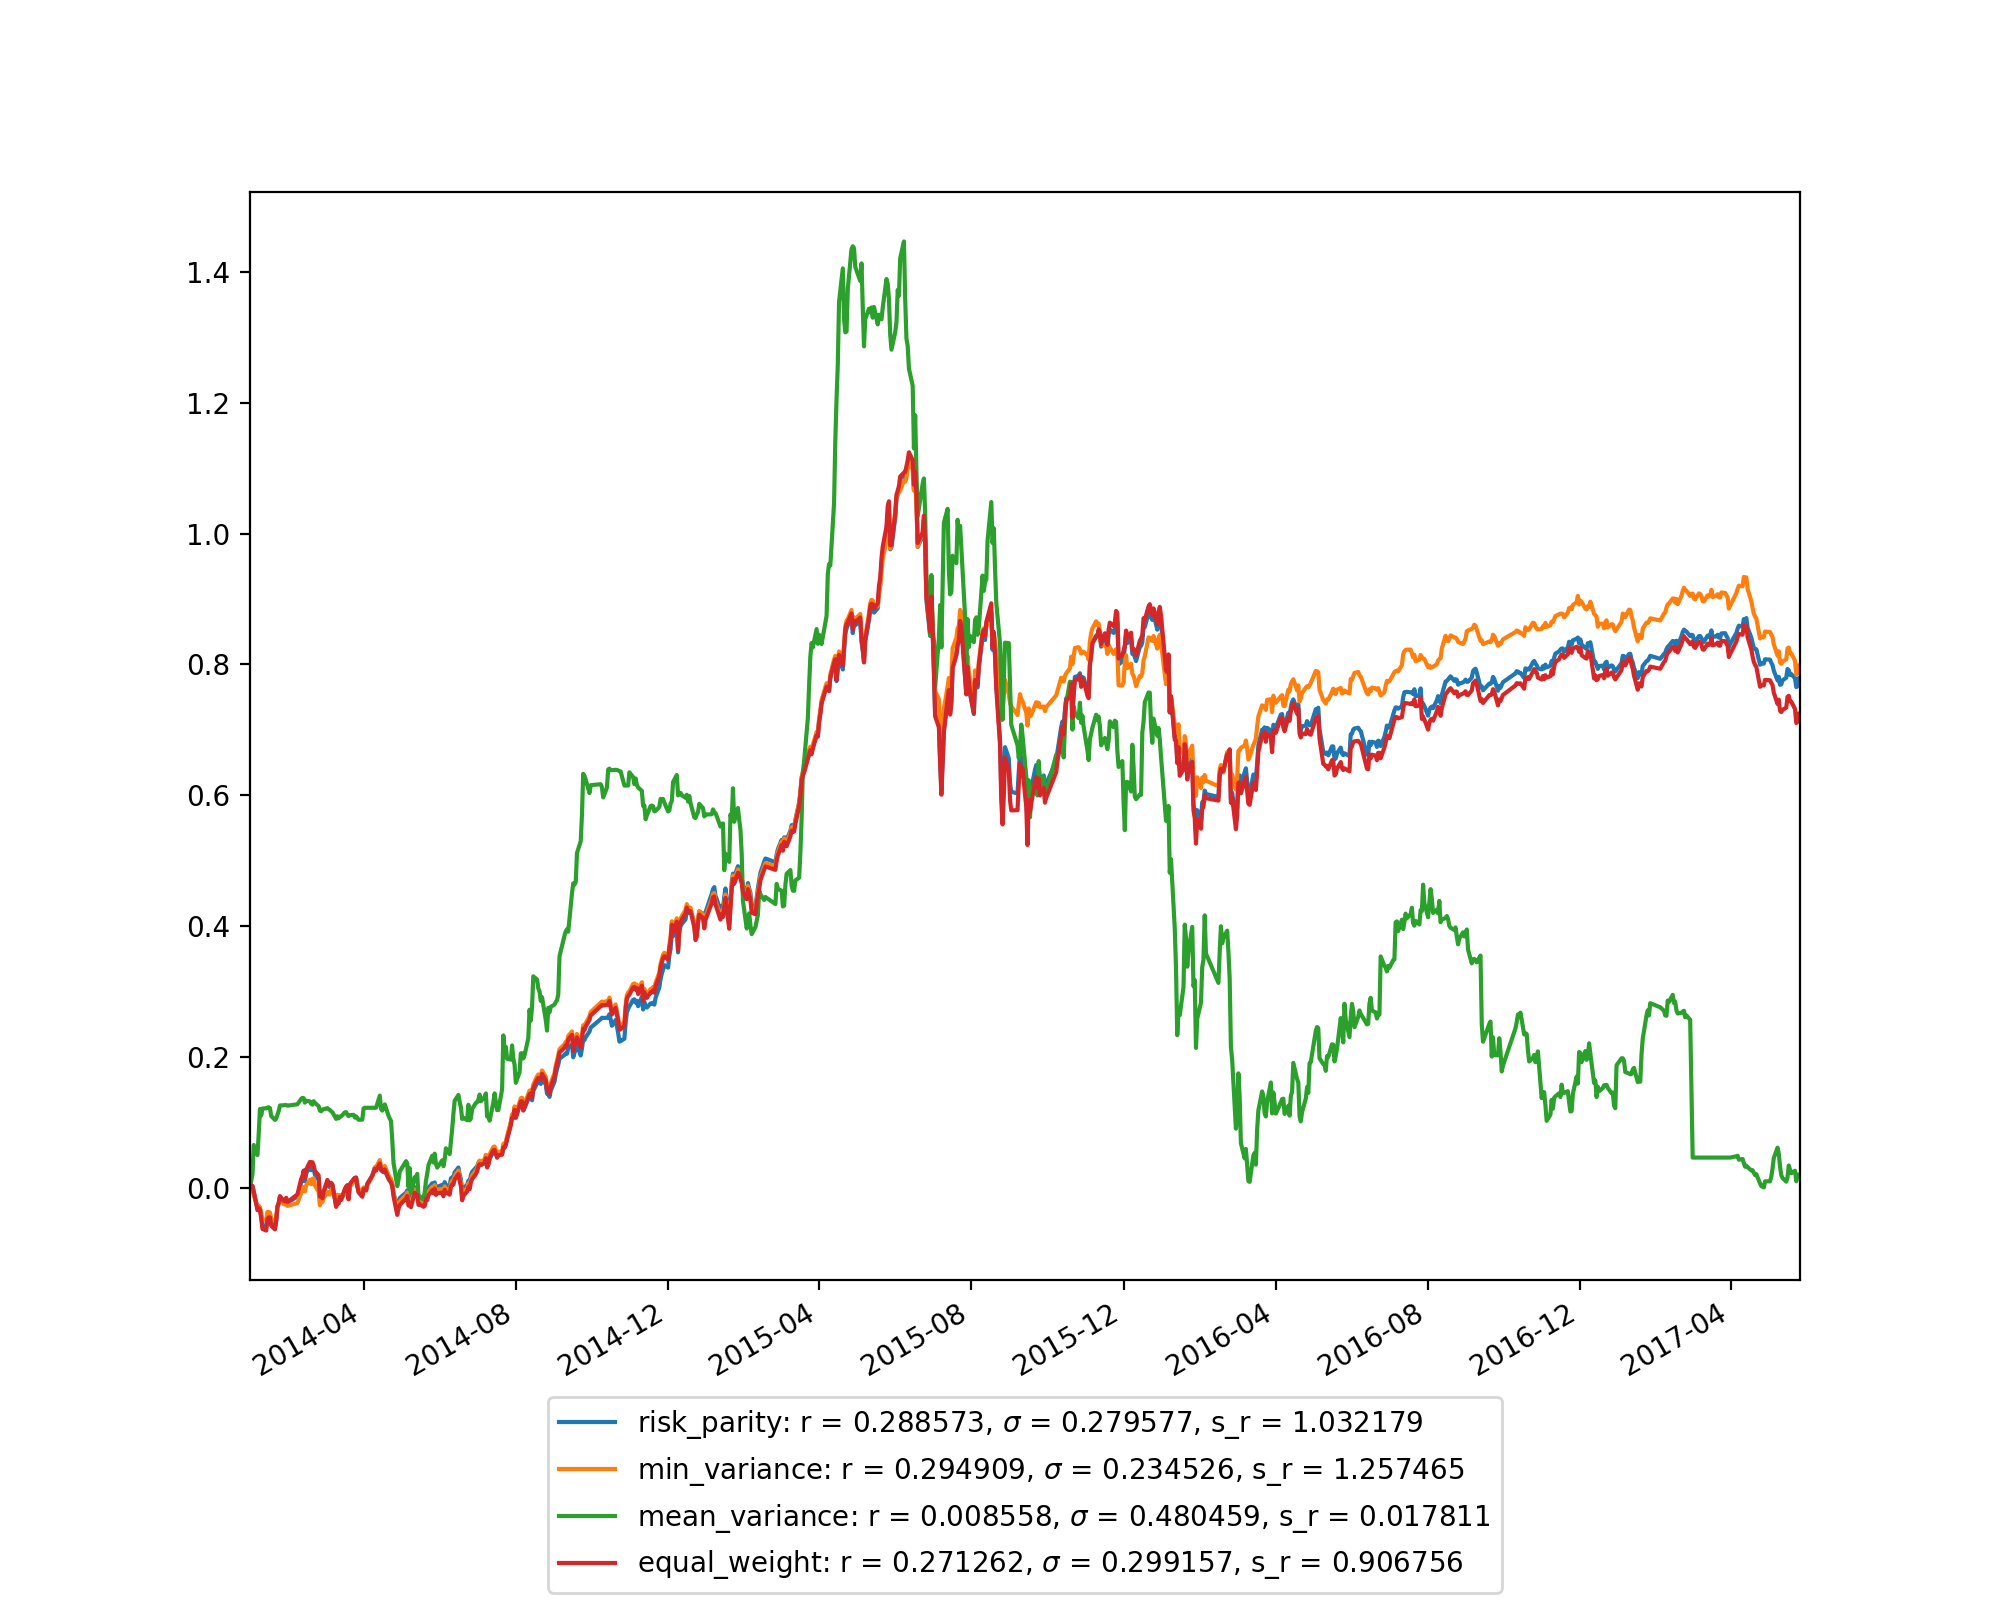 1.4
1.2
1.0
0.8
0.6
0.4
0.2
0.0
2014-04 2014-08 2014-12 2015-04 2015-08 2015-12 2016-04 2016-08 2016-12 2017-04
risk_parity: r = 0.288573, σ = 0.279577, s_r = 1.032179
min_variance: r = 0.294909, σ = 0.234526, s_r = 1.257465
mean_variance: r = 0.008558, σ = 0.480459, s_r = 0.017811
equal_weight: r = 0.271262, σ = 0.299157, s_r = 0.906756